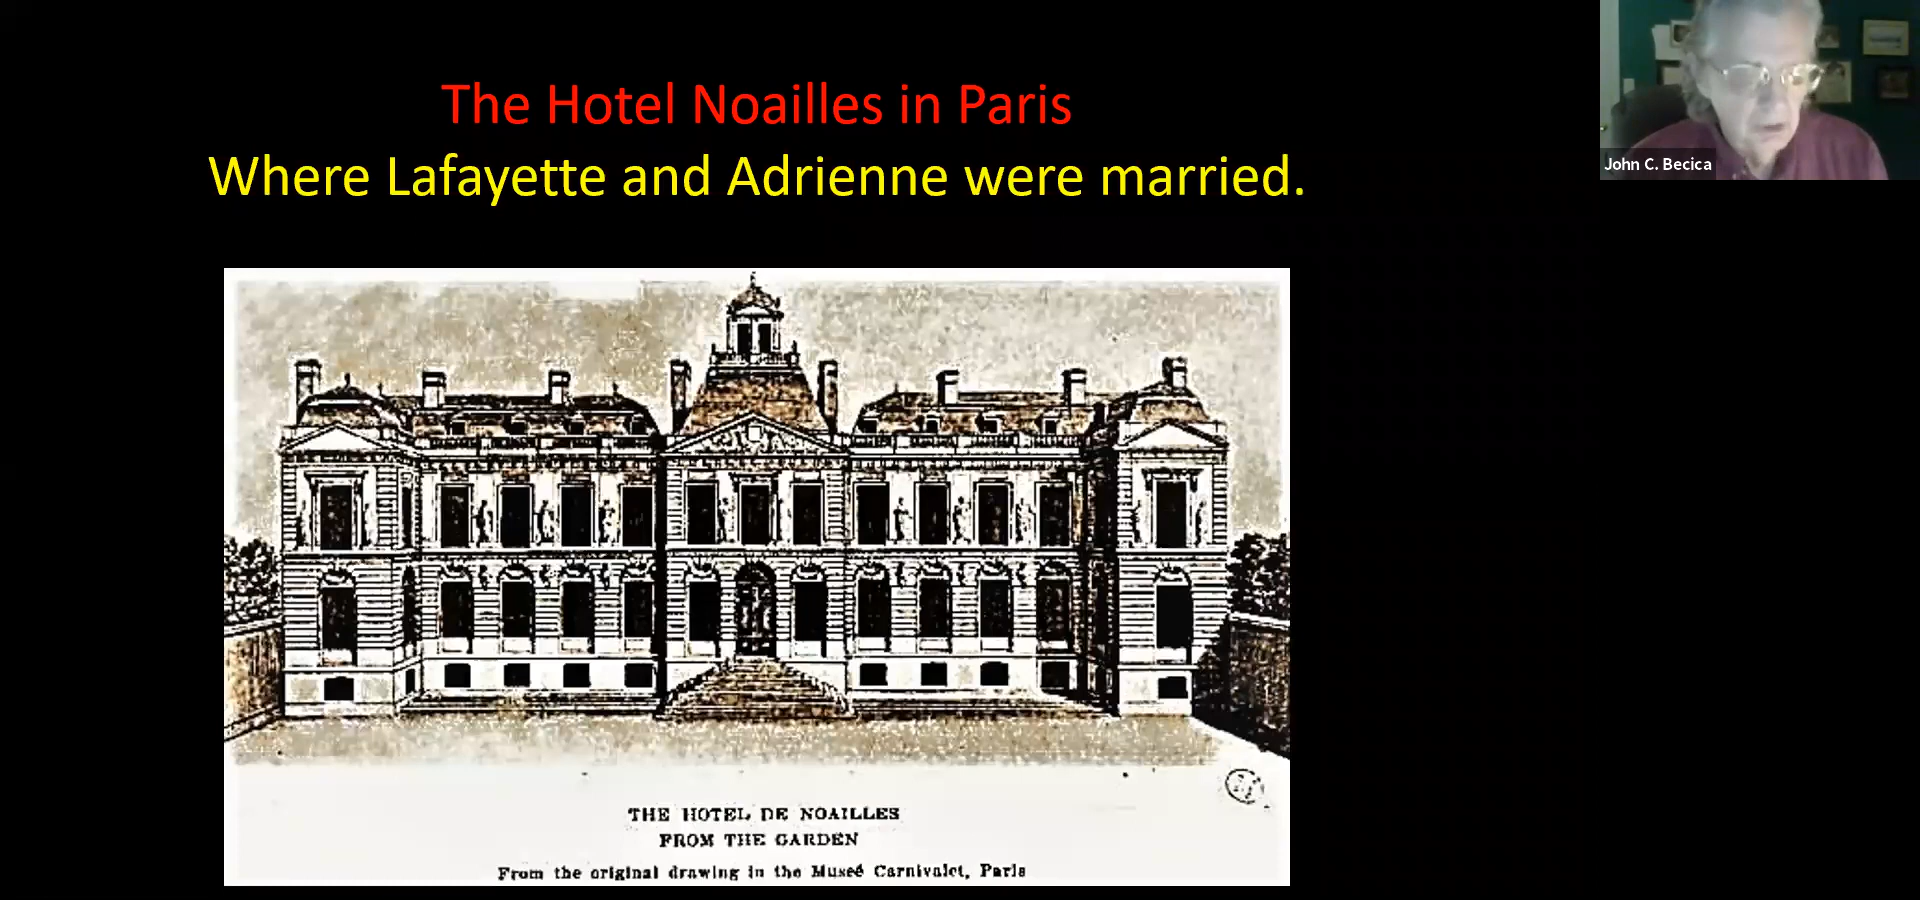 The Hotel Noailles in Paris
Where Lafayette and Adrienne were married.
John C. Becica
THE HOTEL DE NOAILLES
FROM THE GARDEN
From the original drawing in the Museé Carnivalet, Paris